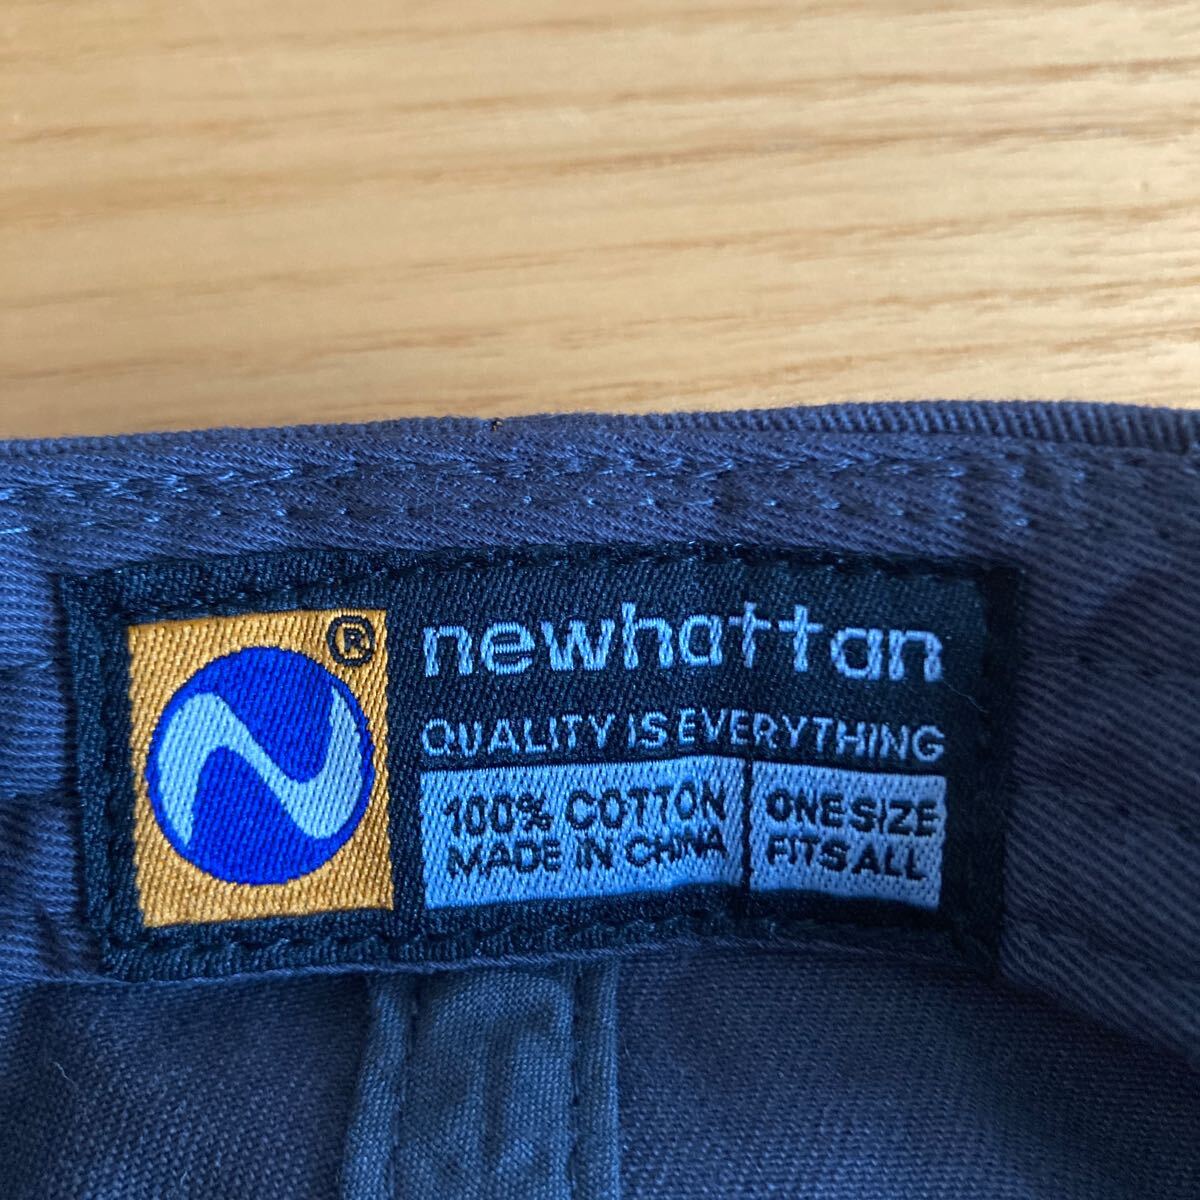 ®
newhattan
QUALITY IS EVERYTHING
100% COTTON
MADE IN CHINA
ONE SIZE
FITS ALL